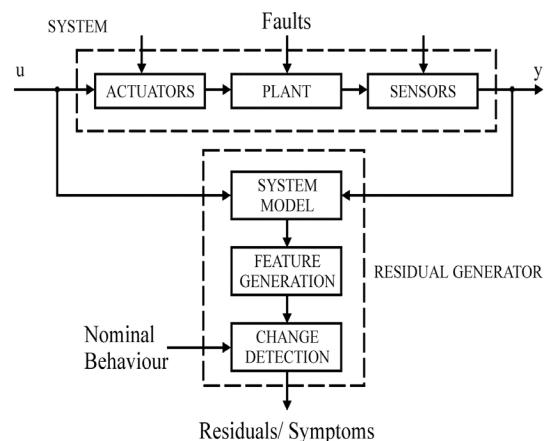 SYSTEM
Faults
u
y
ACTUATORS
PLANT
SENSORS
SYSTEM
MODEL
FEATURE
GENERATION
RESIDUAL GENERATOR
Nominal
Behaviour
CHANGE
DETECTION
Residuals/ Symptoms